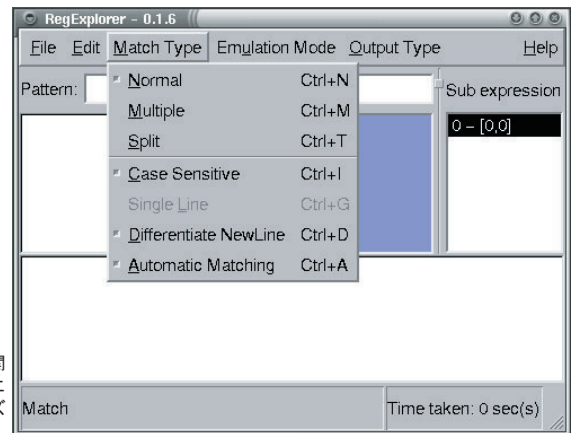 RegExplorer - 0.1.6
File Edit Match Type Emulation Mode Output Type Help
Pattern:
Normal Ctrl+N
Multiple Ctrl+M
Split Ctrl+T
Case Sensitive Ctrl+I
Single Line Ctrl+G
Differentiate NewLine Ctrl+D
Automatic Matching Ctrl+A
Sub expression
0 - [0,0]
Match
Time taken: 0 sec(s)